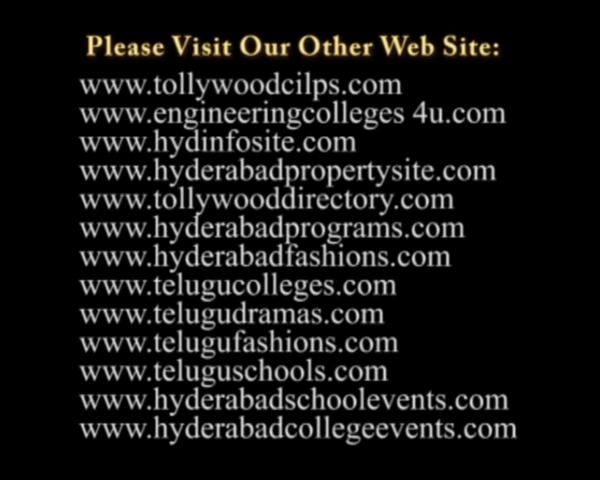 Please Visit Our Other Web Site:
www.tollywoodcilps.com
www.engineeringcolleges 4u.com
www.hydinfosite.com
www.hyderabadpropertysite.com
www.tollywooddirectory.com
www.hyderabadprograms.com
www.hyderabadfashions.com
www.telugucolleges.com
www.telugudramas.com
www.telugufashions.com
www.teluguschools.com
www.hyderabadschoolevents.com
www.hyderabadcollegeevents.com